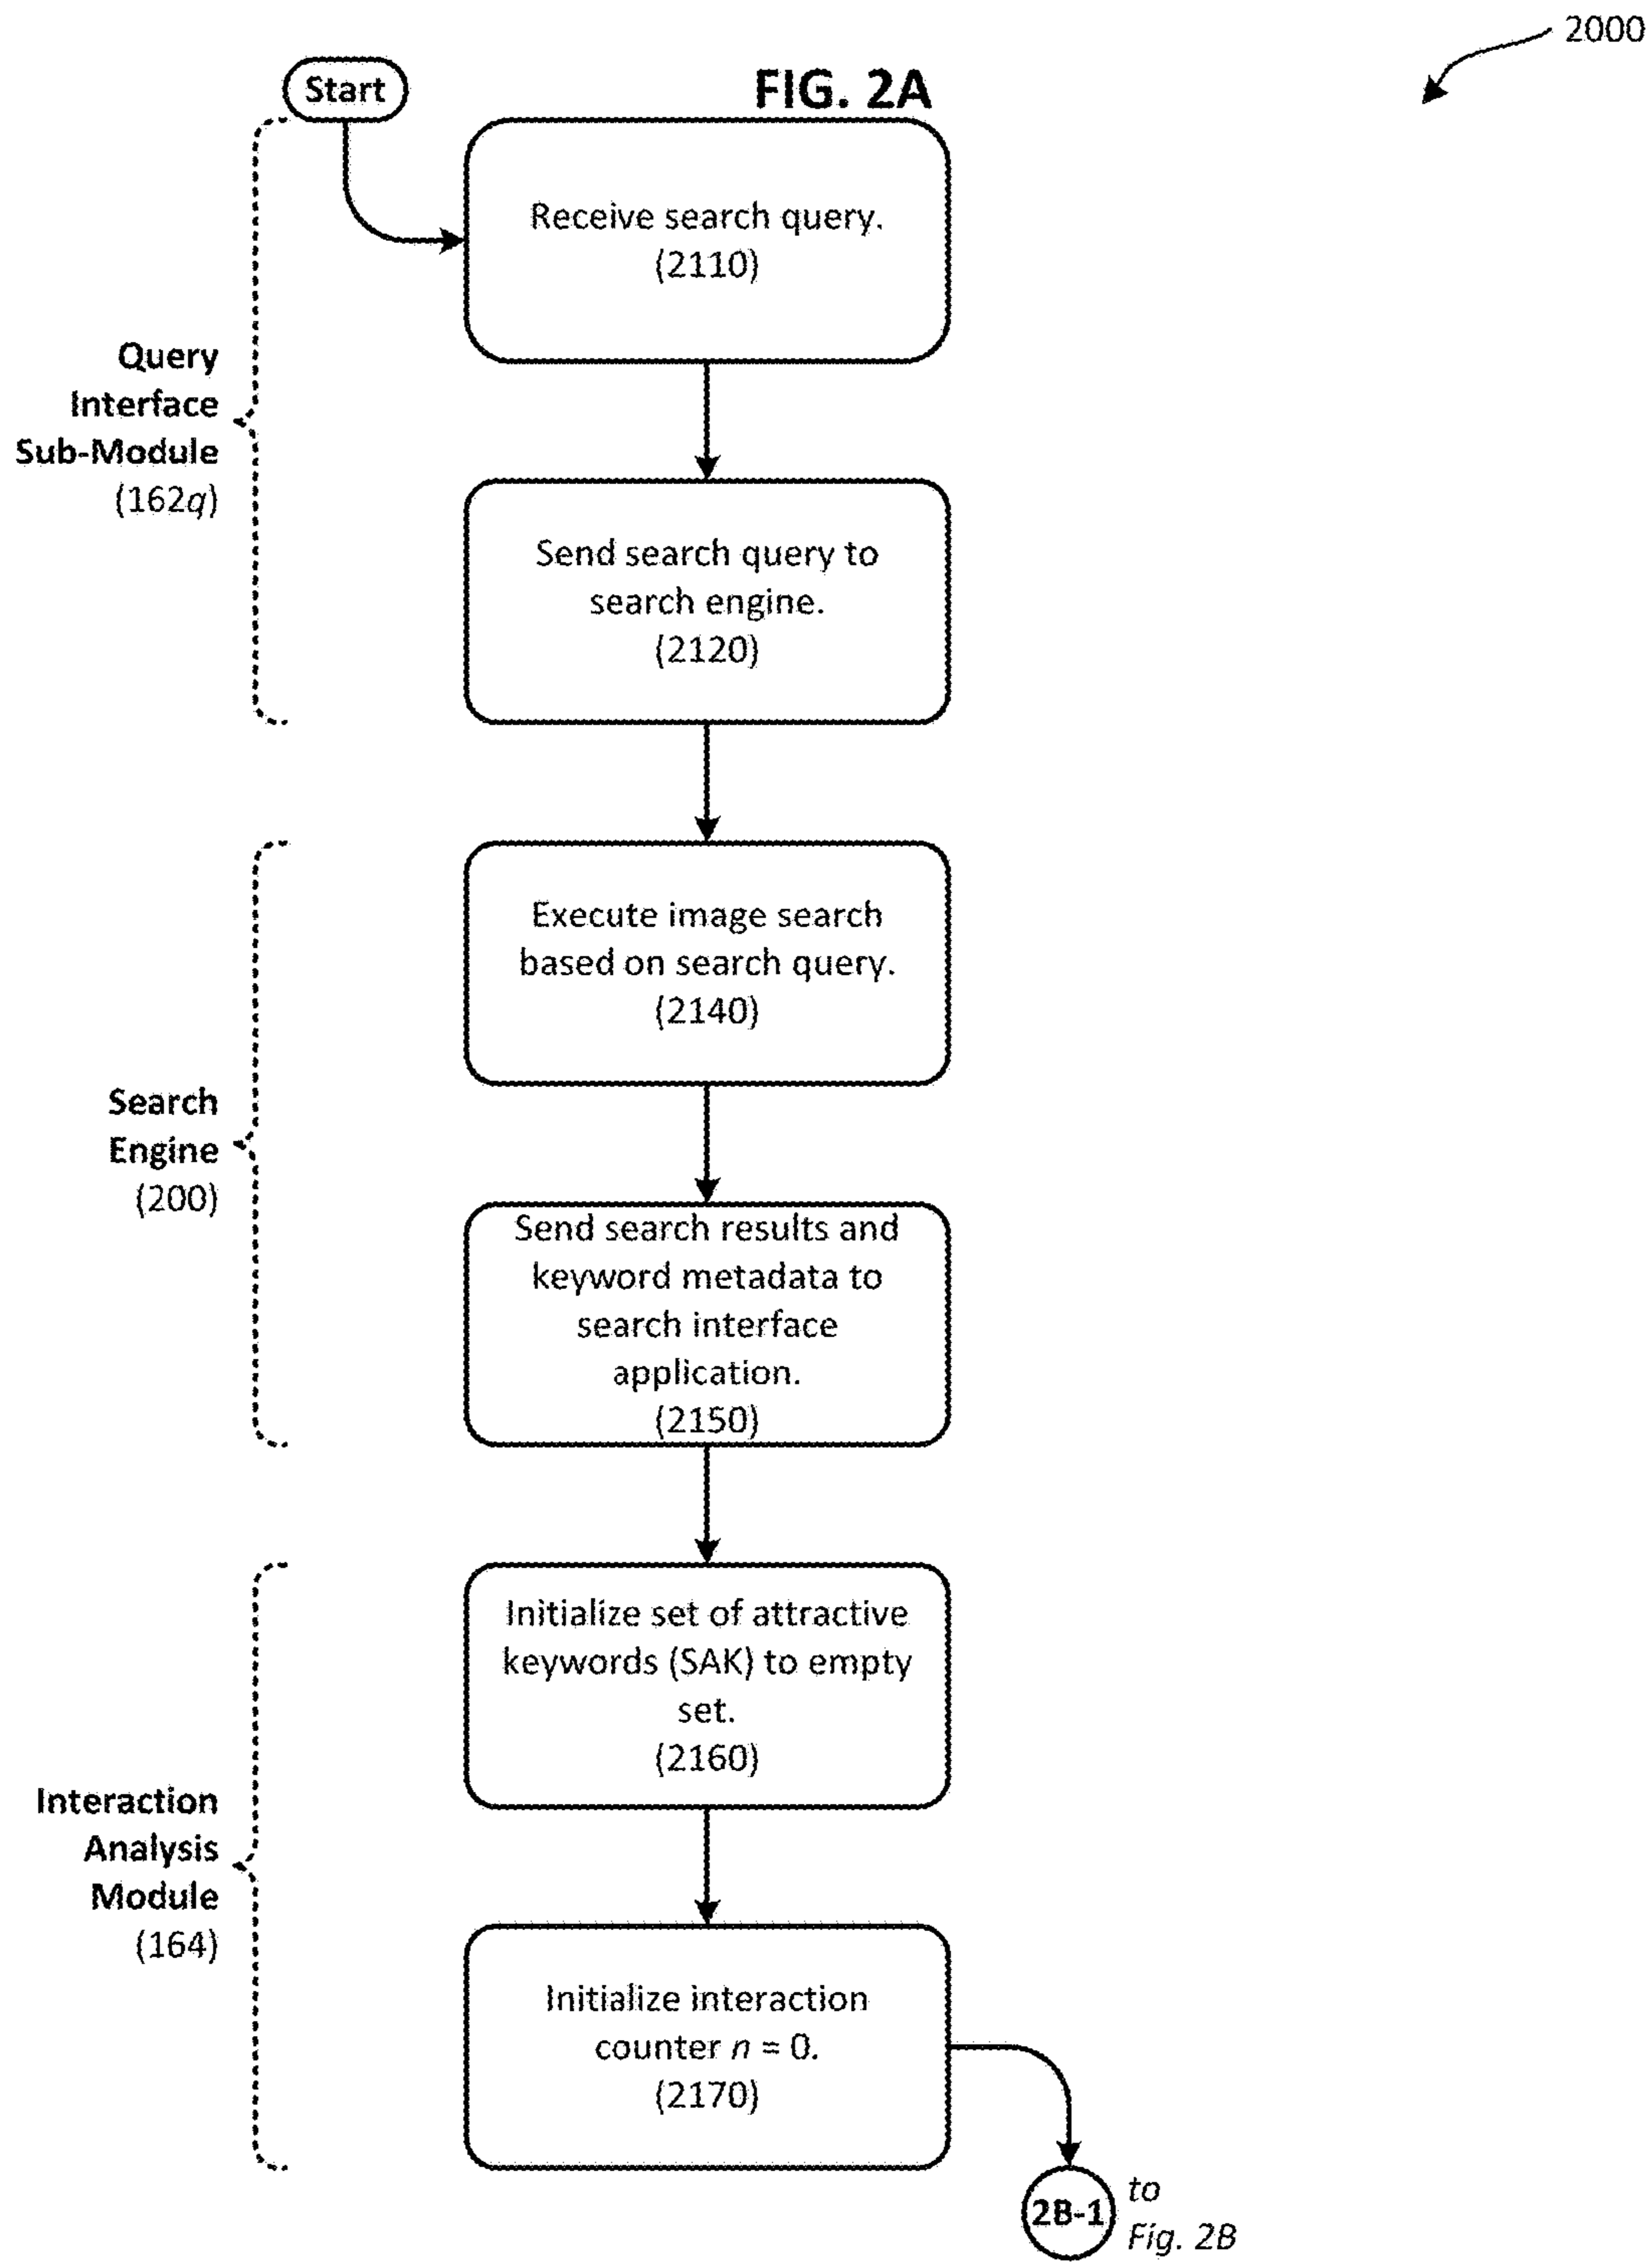 2000
Start
FIG. 2A
Receive search query.
(2110)
Query
Interface
Sub-Module
(162q)
Send search query to
search engine.
(2120)
Execute image search
based on search query.
(2140)
Search
Engine
(200)
Send search results and
keyword metadata to
search interface
application.
(2150)
Initialize set of attractive
keywords (SAK) to empty
set.
(2160)
Interaction
Analysis
Module
(164)
Initialize interaction
counter n = 0.
(2170)
2B-1
to
Fig. 2B